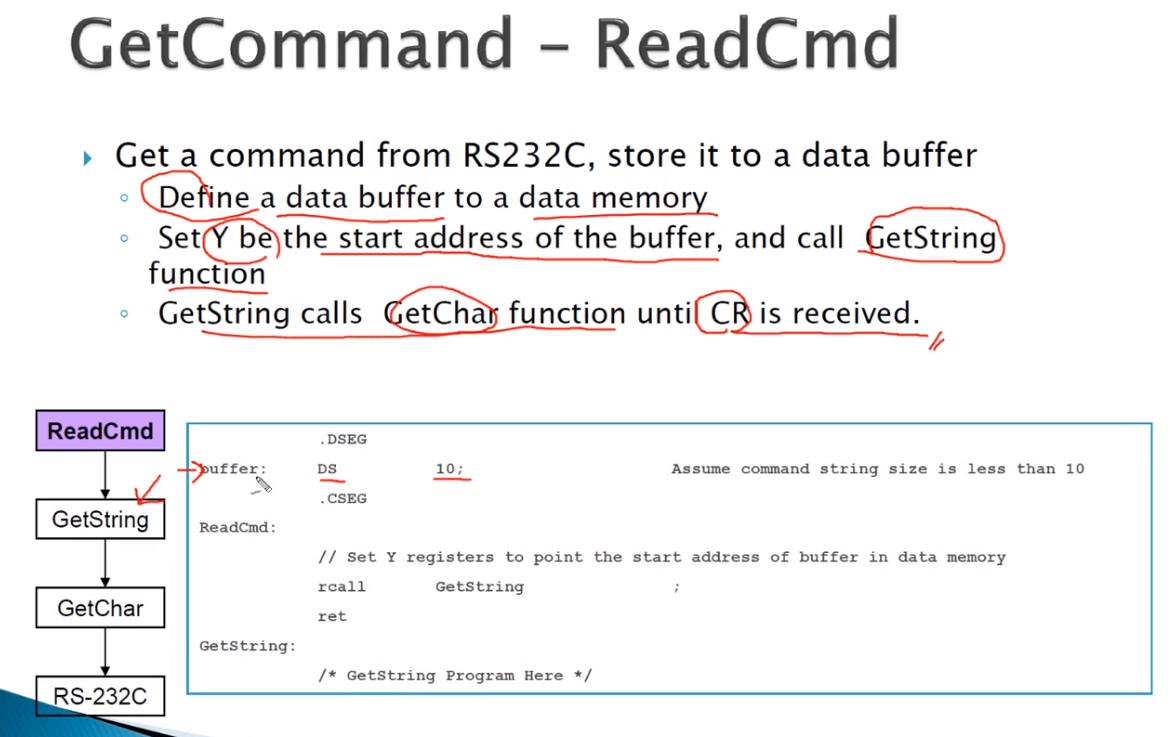 GetCommand – ReadCmd
Get a command from RS232C, store it to a data buffer
Define a data buffer to a data memory
Set Y be the start address of the buffer, and call GetString
function
GetString calls GetChar function until CR is received.
ReadCmd
GetString
GetChar
RS-232C
.DSEG
buffer: DS 10; Assume command string size is less than 10
.CSEG
ReadCmd:
// Set Y registers to point the start address of buffer in data memory
rcall GetString ;
ret
GetString:
/* GetString Program Here */